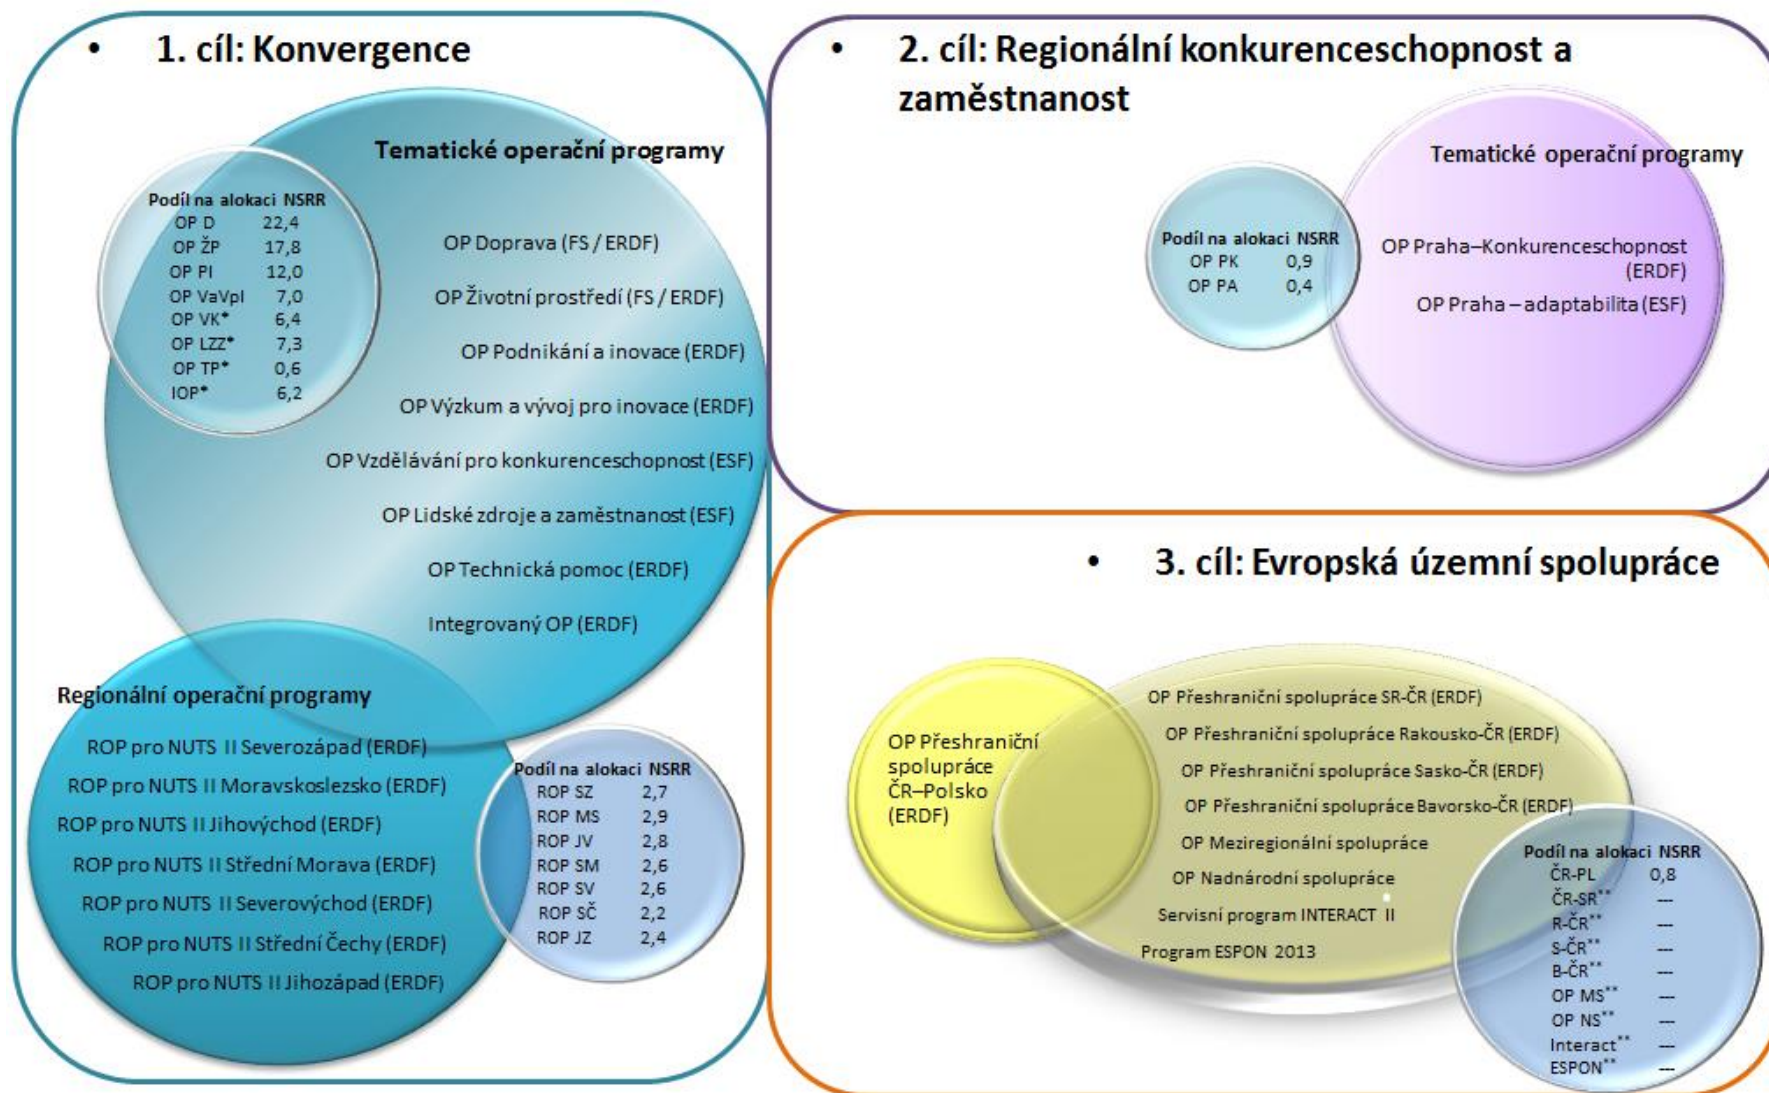 • 1. cíl: Konvergence
Tematické operační programy
Podíl na alokaci NSRR
OP D 22,4
OP ŽP 17,8
OP PI 12,0
OP VaVpI 7,0
OP VK* 6,4
OP LZZ* 7,3
OP TP* 0,6
IOP* 6,2
OP Doprava (FS / ERDF)
OP Životní prostředí (FS / ERDF)
OP Podnikání a inovace (ERDF)
OP Výzkum a vývoj pro inovace (ERDF)
OP Vzdělávání pro konkurenceschopnost (ESF)
OP Lidské zdroje a zaměstnanost (ESF)
OP Technická pomoc (ERDF)
Integrovaný OP (ERDF)
Regionální operační programy
ROP pro NUTS II Severozápad (ERDF)
ROP pro NUTS II Moravskoslezsko (ERDF)
ROP pro NUTS II Jihovýchod (ERDF)
ROP pro NUTS II Střední Morava (ERDF)
ROP pro NUTS II Severovýchod (ERDF)
ROP pro NUTS II Střední Čechy (ERDF)
ROP pro NUTS II Jihozápad (ERDF)
Podíl na alokaci NSRR
ROP SZ 2,7
ROP MS 2,9
ROP JV 2,8
ROP SM 2,6
ROP SV 2,6
ROP SČ 2,2
ROP JZ 2,4
• 2. cíl: Regionální konkurenceschopnost a
zaměstnanost
Tematické operační programy
Podíl na alokaci NSRR
OP PK 0,9
OP PA 0,4
OP Praha–Konkurenceschopnost
(ERDF)
OP Praha – adaptabilita (ESF)
• 3. cíl: Evropská územní spolupráce
OP Přeshraniční
spolupráce
ČR–Polsko
(ERDF)
OP Přeshraniční spolupráce SR-ČR (ERDF)
OP Přeshraniční spolupráce Rakousko-ČR (ERDF)
OP Přeshraniční spolupráce Sasko-ČR (ERDF)
OP Přeshraniční spolupráce Bavorsko-ČR (ERDF)
OP Meziregionální spolupráce
OP Nadnárodní spolupráce
Servisní program INTERACT II
Program ESPON 2013
Podíl na alokaci NSRR
ČR-PL 0,8
ČR-SR** ---
R-ČR** ---
S-ČR** ---
B-ČR** ---
OP MS** ---
OP NS** ---
Interact** ---
ESPON** ---